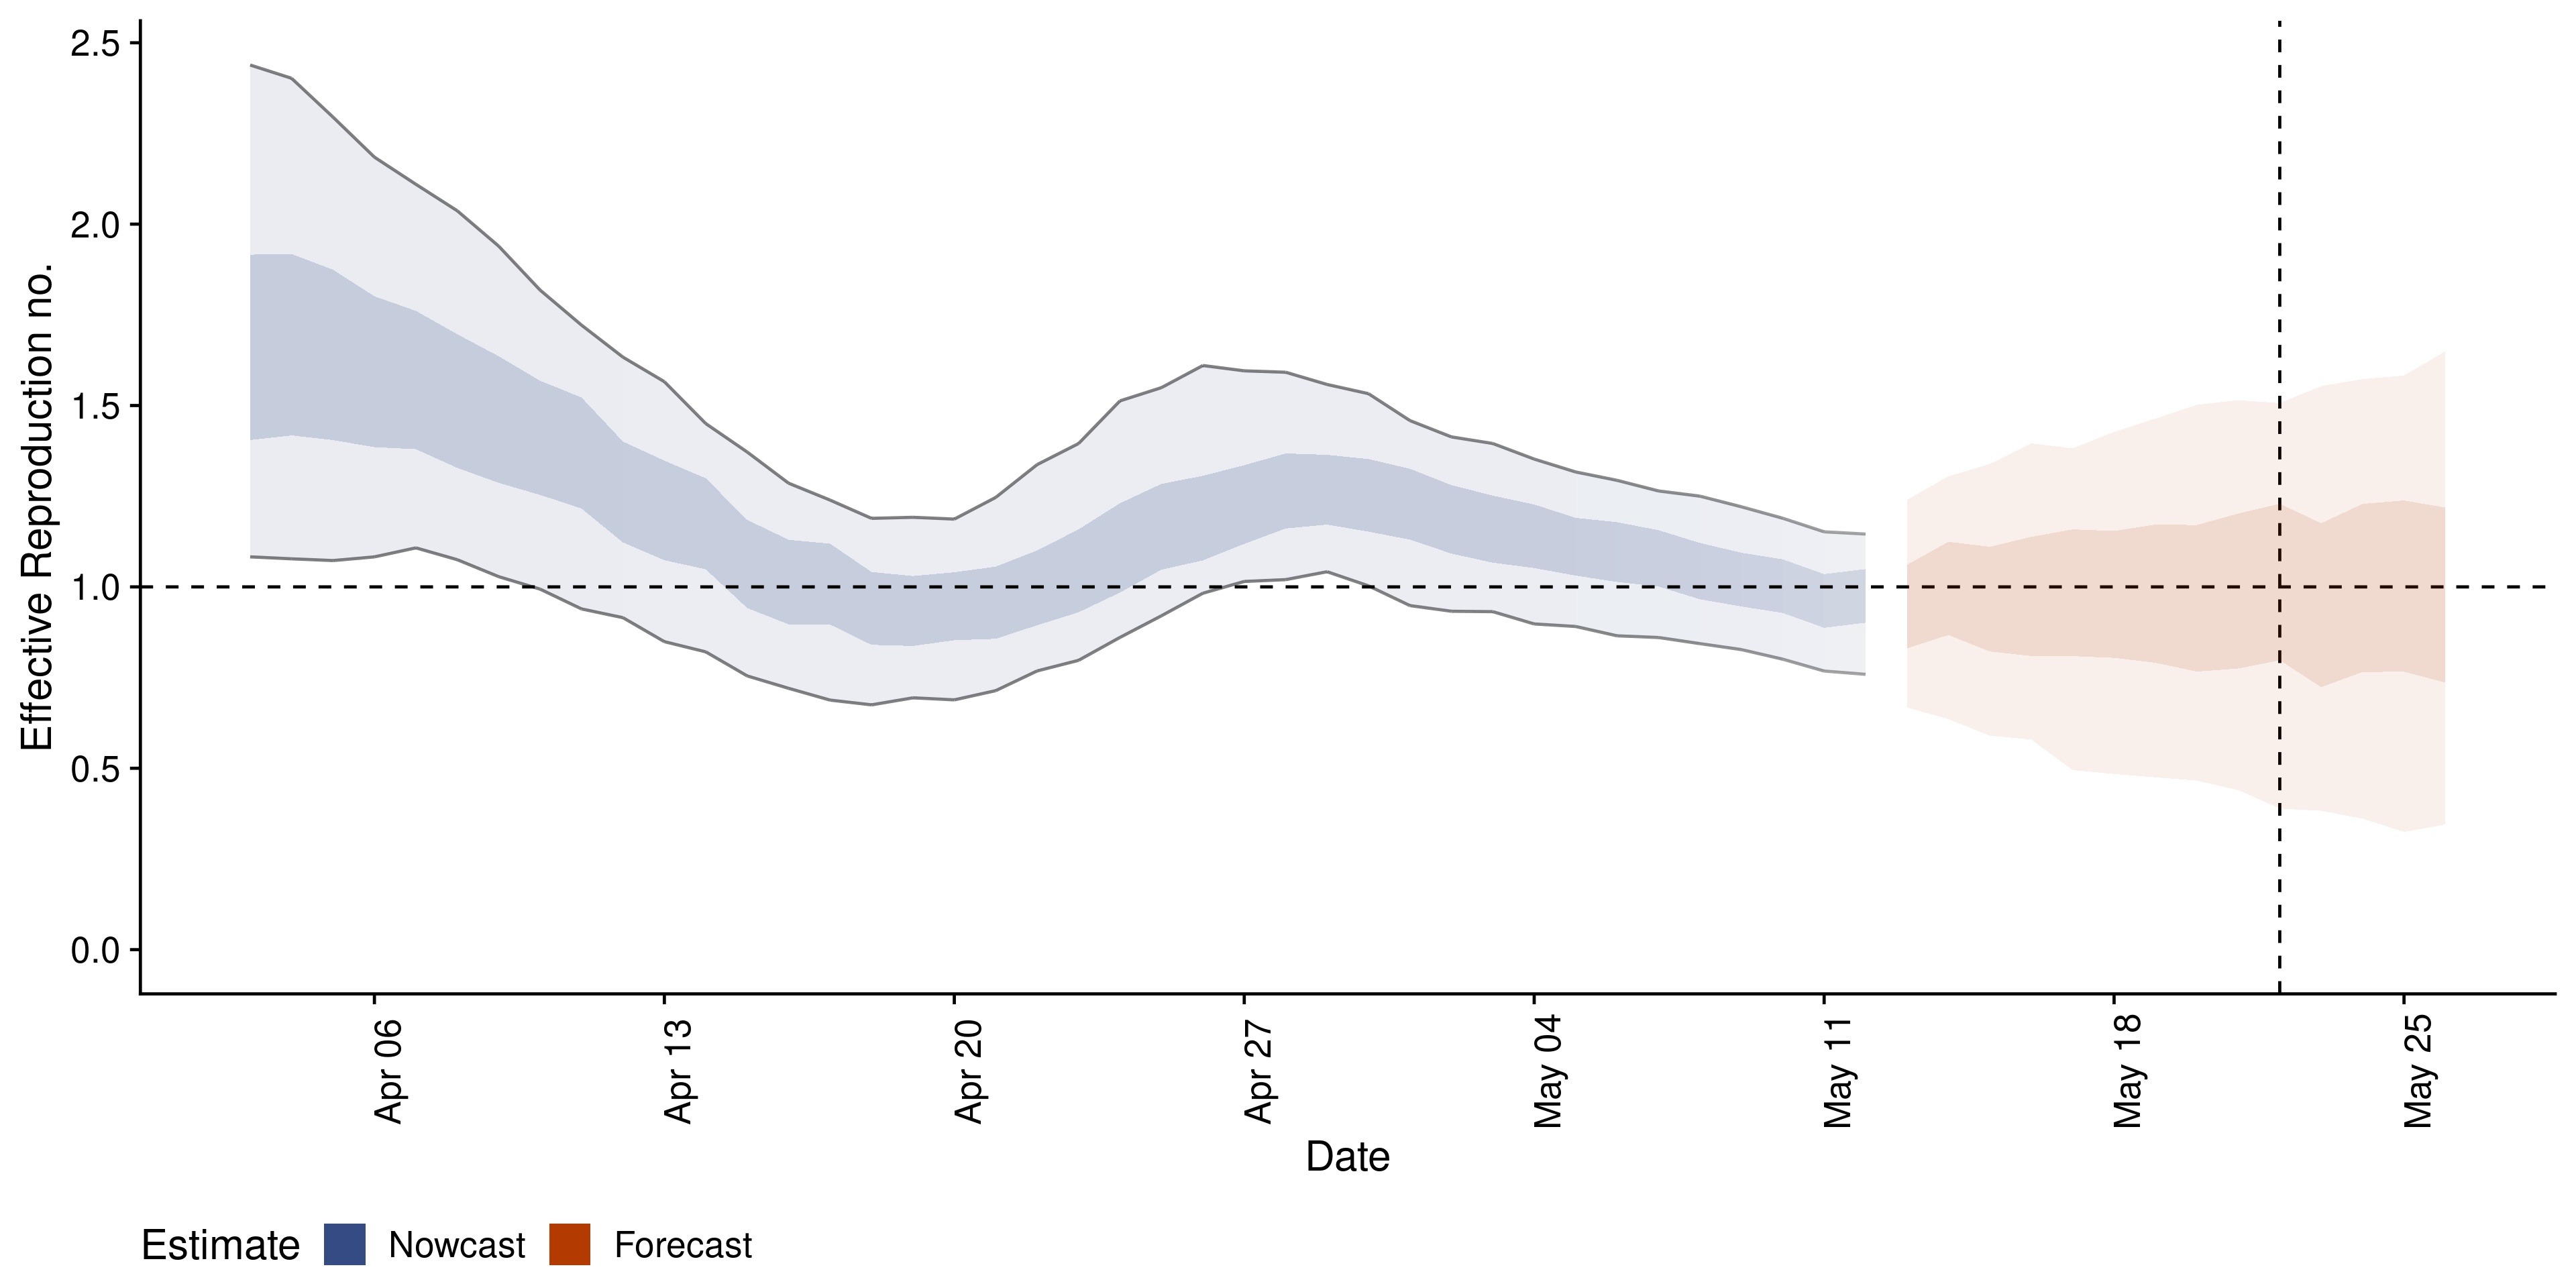 Effective Reproduction no.
2.5
2.0
1.5
1.0
0.5
0.0
Apr 06
Apr 13
Apr 20
Apr 27
May 04
May 11
May 18
May 25
Date
Estimate Nowcast Forecast